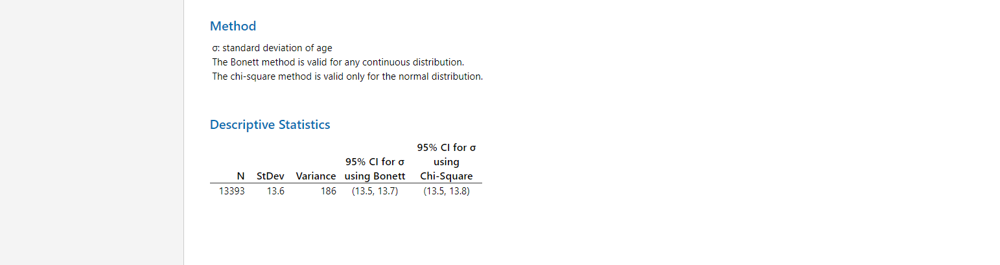 Method
σ: standard deviation of age
The Bonett method is valid for any continuous distribution.
The chi-square method is valid only for the normal distribution.
Descriptive Statistics
95% CI for σ
95% CI for σ using
N StDev Variance using Bonett Chi-Square
13393 13.6 186 (13.5, 13.7) (13.5, 13.8)